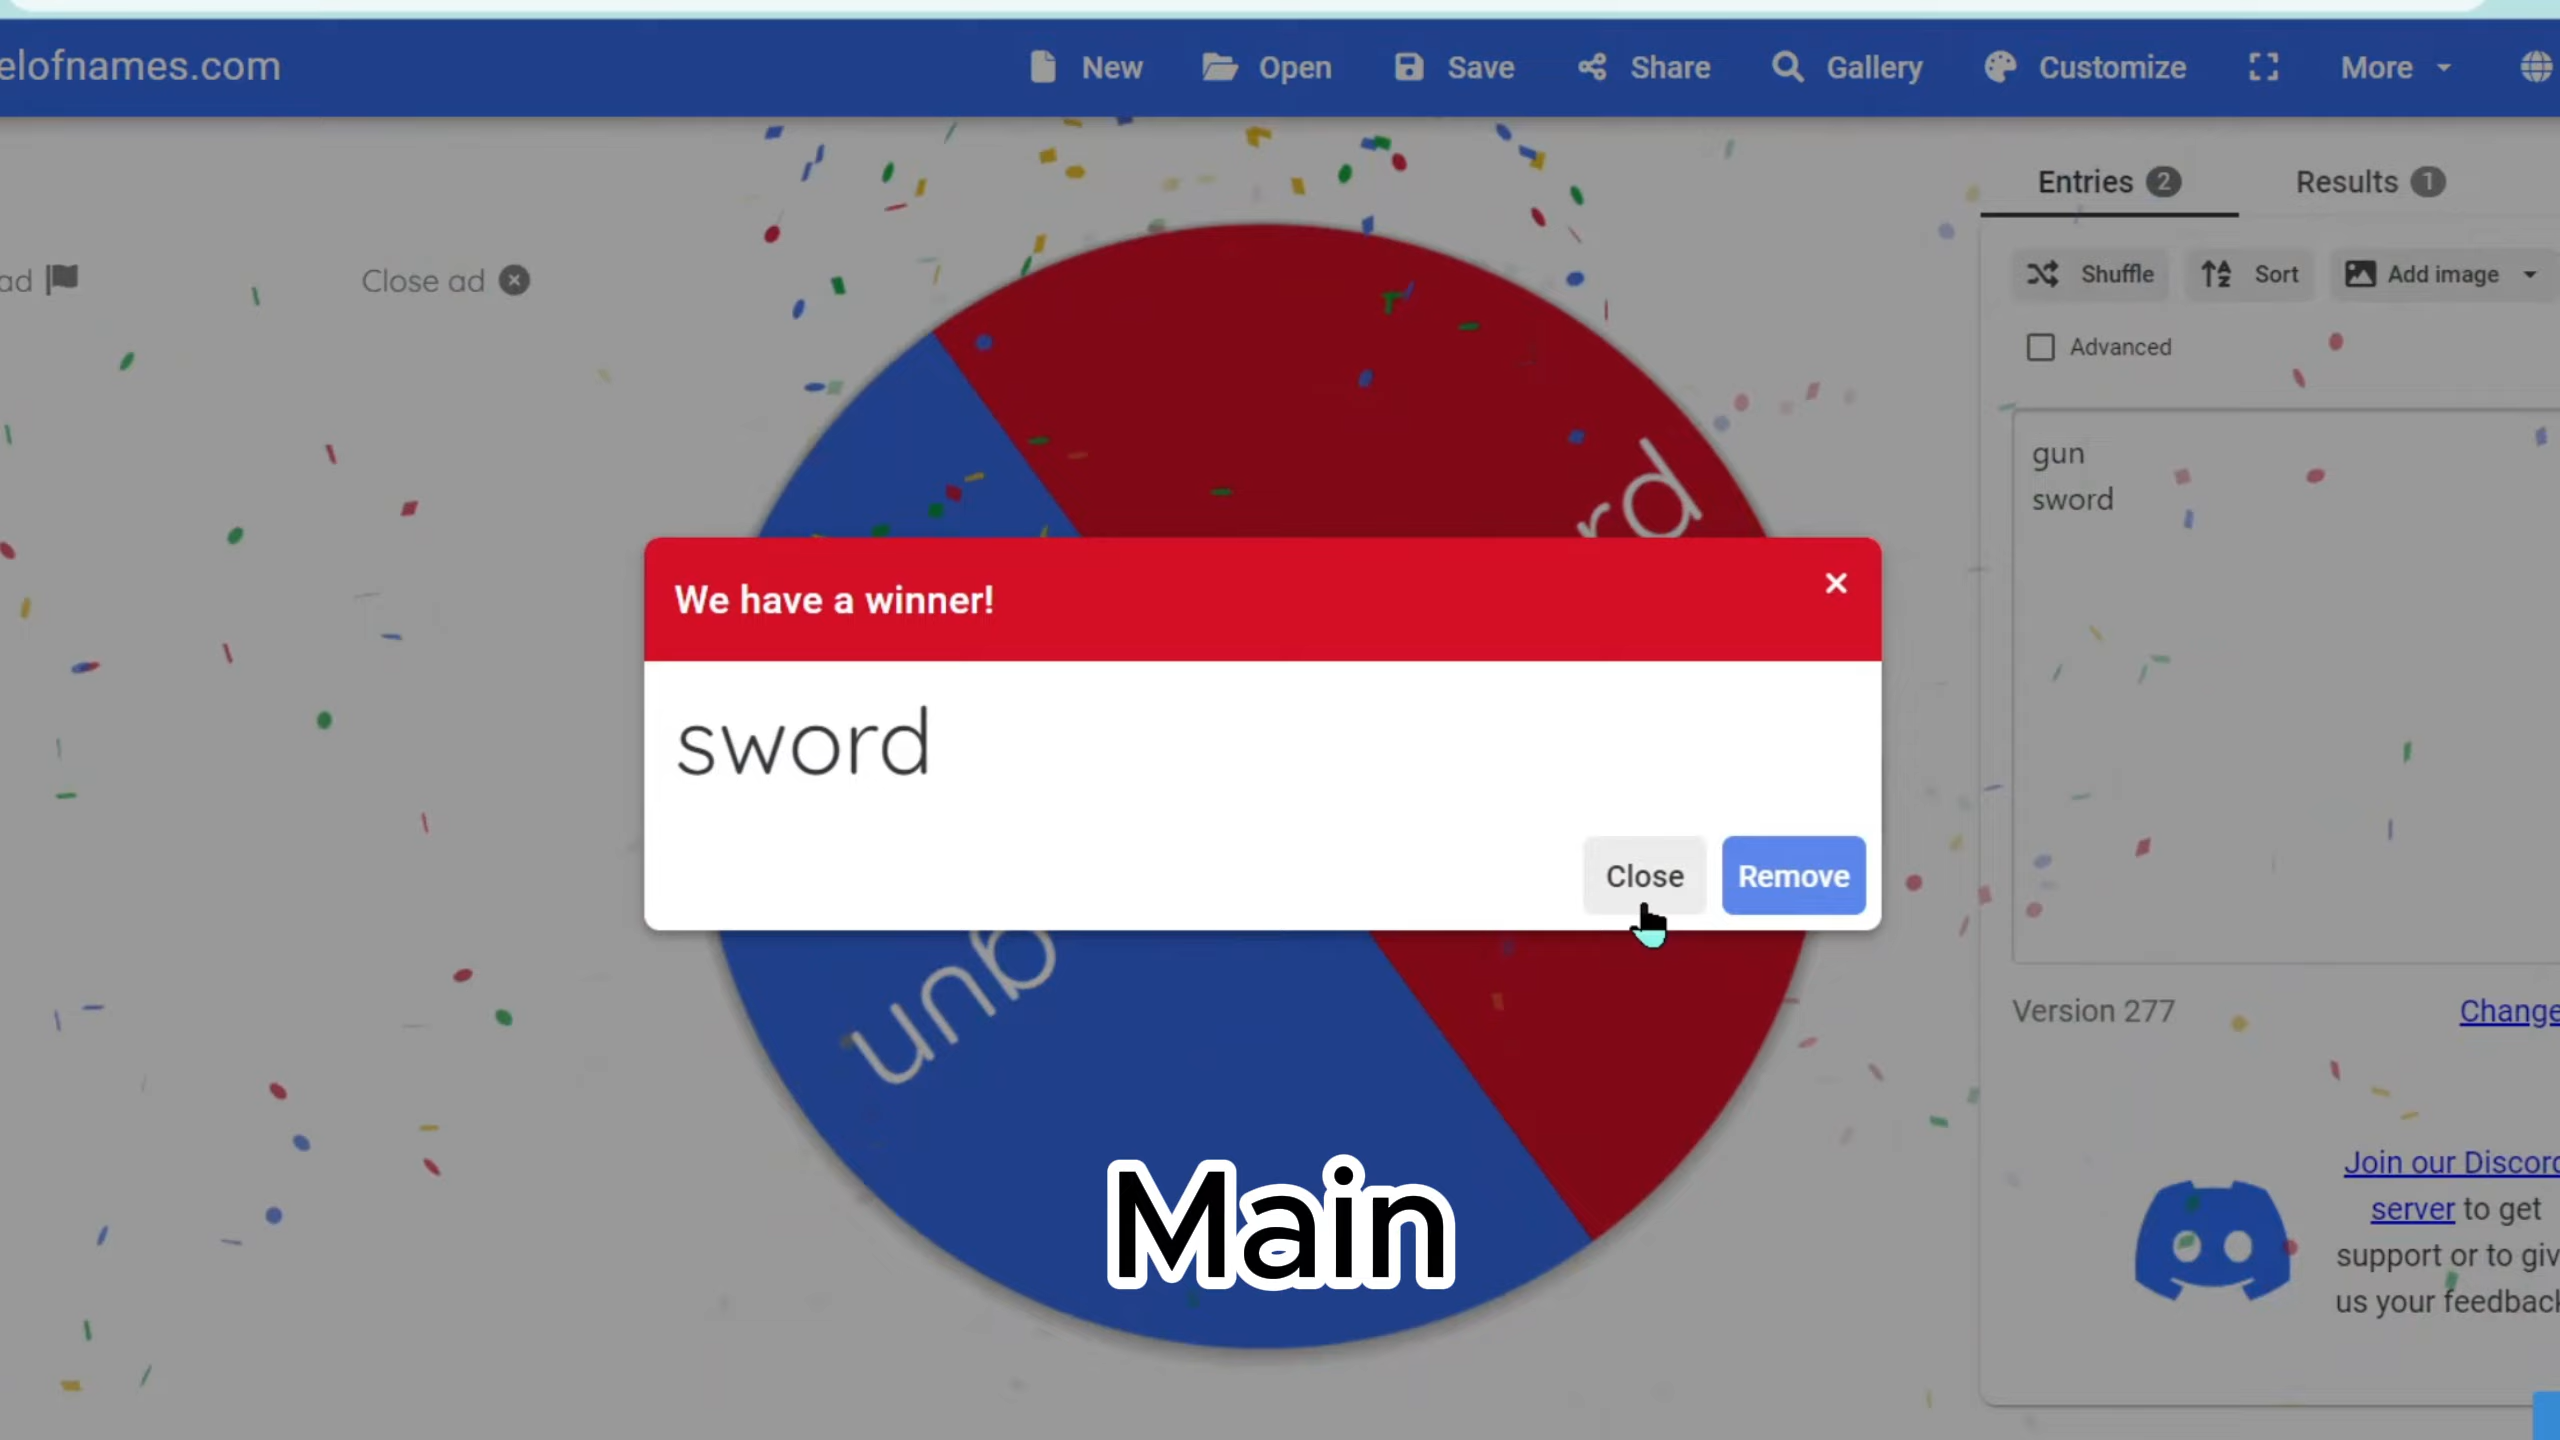 elofnames.com
New
Open
Save
Share
Gallery
Customize
More
Entries 2
Results 1
ad
Close ad
Shuffle
Sort
Add image
Advanced
gun
sword
rd
We have a winner!
sword
Close
Remove
gun
Version 277
Change
Join our Discord
server to get
support or to giv
us your feedback
Main